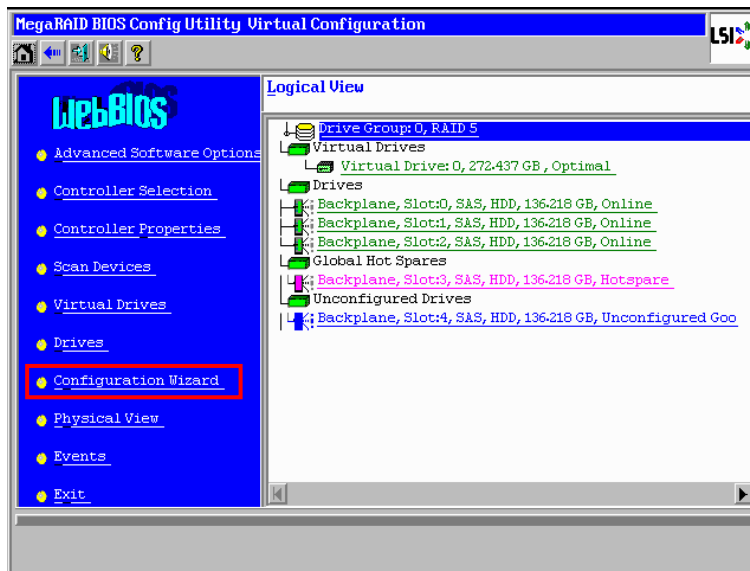 MegaRAID BIOS Config Utility Virtual Configuration
LSI
WebBIOS
Logical View
Advanced Software Options
Controller Selection
Controller Properties
Scan Devices
Virtual Drives
Drives
Configuration Wizard
Physical View
Events
Exit
Drive Group: 0, RAID 5
Virtual Drives
Virtual Drive: 0, 272.437 GB , Optimal
Drives
Backplane, Slot:0, SAS, HDD, 136.218 GB, Online
Backplane, Slot:1, SAS, HDD, 136.218 GB, Online
Backplane, Slot:2, SAS, HDD, 136.218 GB, Online
Global Hot Spares
Backplane, Slot:3, SAS, HDD, 136.218 GB, Hotspare
Unconfigured Drives
Backplane, Slot:4, SAS, HDD, 136.218 GB, Unconfigured Goo